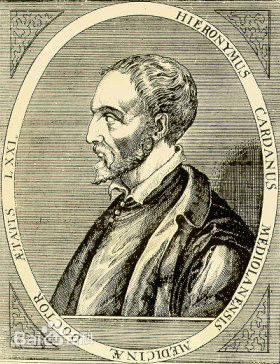 HIERONYMUS CARDANUS MEDIOLANENSIS MEDICINÆ DOCTOR ÆTATIS LXXI.